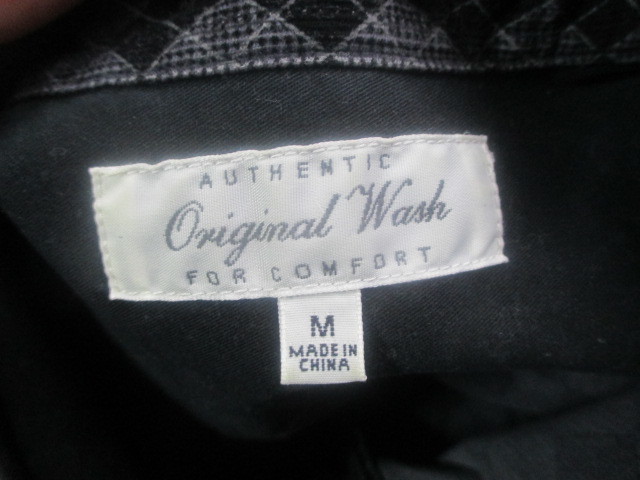 AUTHENTIC
Original Wash
FOR COMFORT
M
MADE IN
CHINA